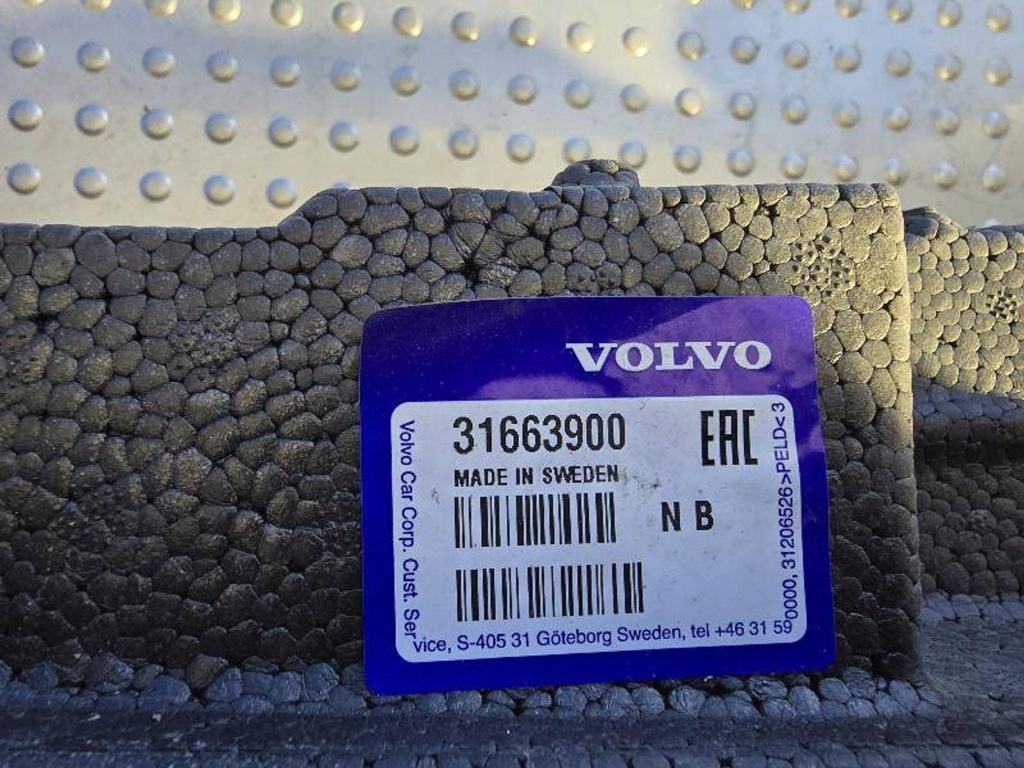 VOLVO
31663900
EAC
MADE IN SWEDEN
N B
Volvo Car Corp. Cust. Service, S-405 31 Göteborg Sweden, tel +46 31 590000, 31206526>PELD< 3